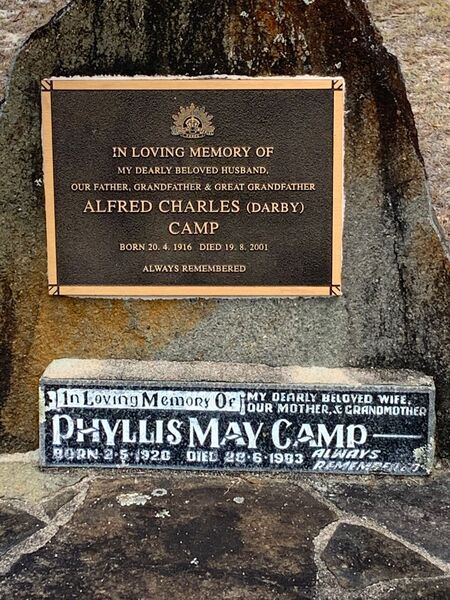 IN LOVING MEMORY OF
MY DEARLY BELOVED HUSBAND,
OUR FATHER, GRANDFATHER & GREAT GRANDFATHER
ALFRED CHARLES (DARBY)
CAMP
BORN 20. 4. 1916 DIED 19. 8. 2001
ALWAYS REMEMBERED
In Loving Memory Of MY DEARLY BELOVED WIFE,
OUR MOTHER, & GRANDMOTHER
PHYLLIS MAY CAMP
BORN 2-5-1920 DIED 28-6-1983 ALWAYS
REMEMBERED